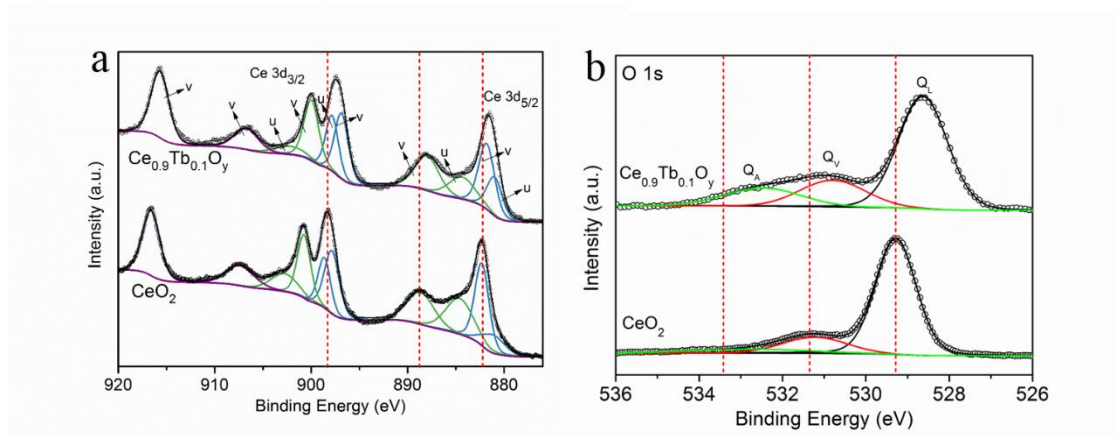 a
Ce 3d3/2
Ce 3d5/2
v
v
u
v
u
v
v
u
v
u
Ce0.9Tb0.1Oy
CeO2
Intensity (a.u.)
920 910 900 890 880
Binding Energy (eV)
b
O 1s
QL
QV
QA
Ce0.9Tb0.1Oy
CeO2
Intensity (a.u.)
536 534 532 530 528 526
Binding Energy (eV)